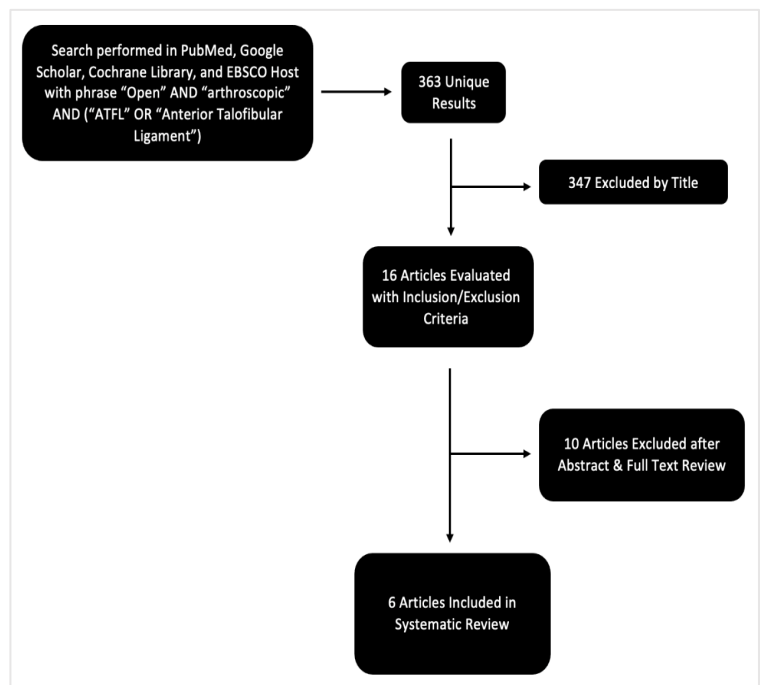 Search performed in PubMed, Google
Scholar, Cochrane Library, and EBSCO Host
with phrase “Open” AND “arthroscopic”
AND (“ATFL” OR “Anterior Talofibular
Ligament”)
363 Unique
Results
347 Excluded by Title
16 Articles Evaluated
with Inclusion/Exclusion
Criteria
10 Articles Excluded after
Abstract & Full Text Review
6 Articles Included in
Systematic Review